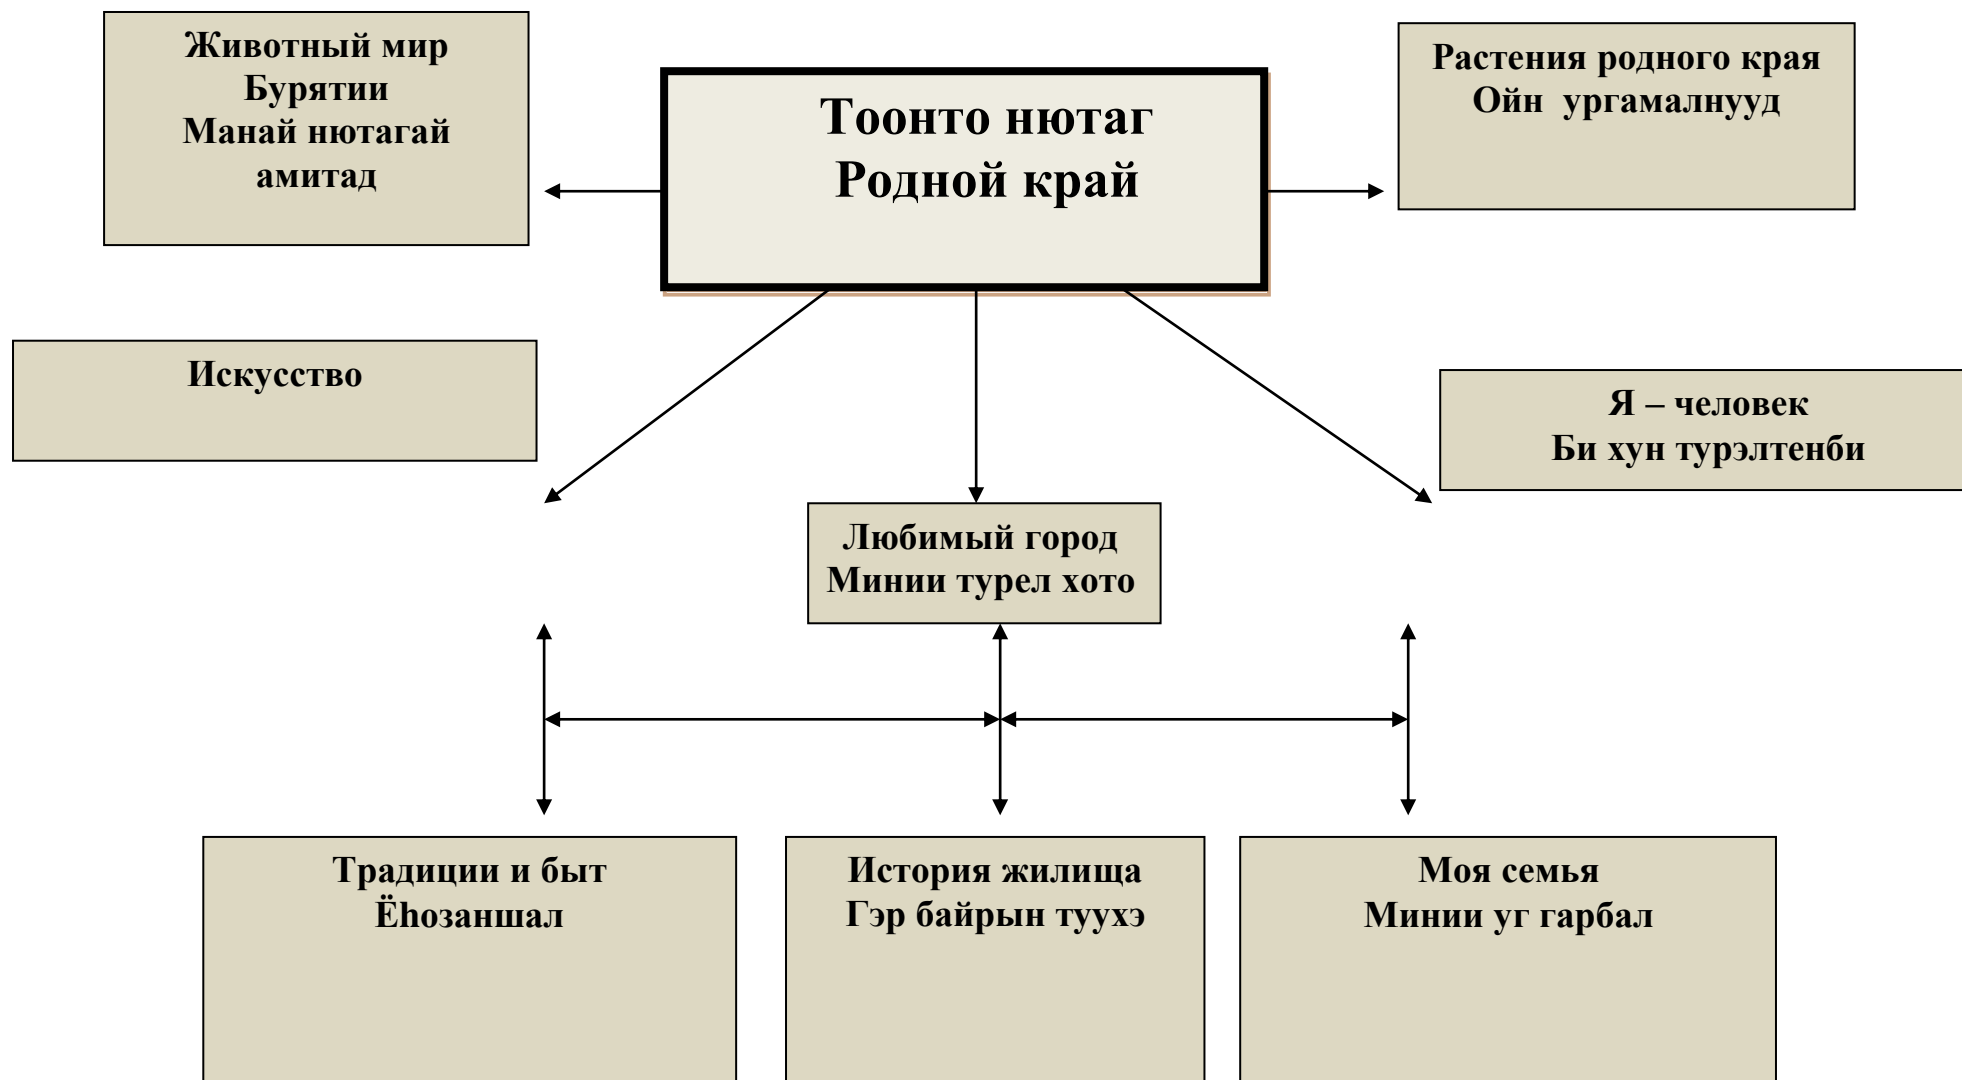 Животный мир
Бурятии
Манай нютагай
амитад
Тоонто нютаг
Родной край
Растения родного края
Ойн ургамалнууд
Искусство
Я – человек
Би хун турэлтенби
Любимый город
Минии турел хото
Традиции и быт
Ёhозаншал
История жилища
Гэр байрын туухэ
Моя семья
Минии уг гарбал